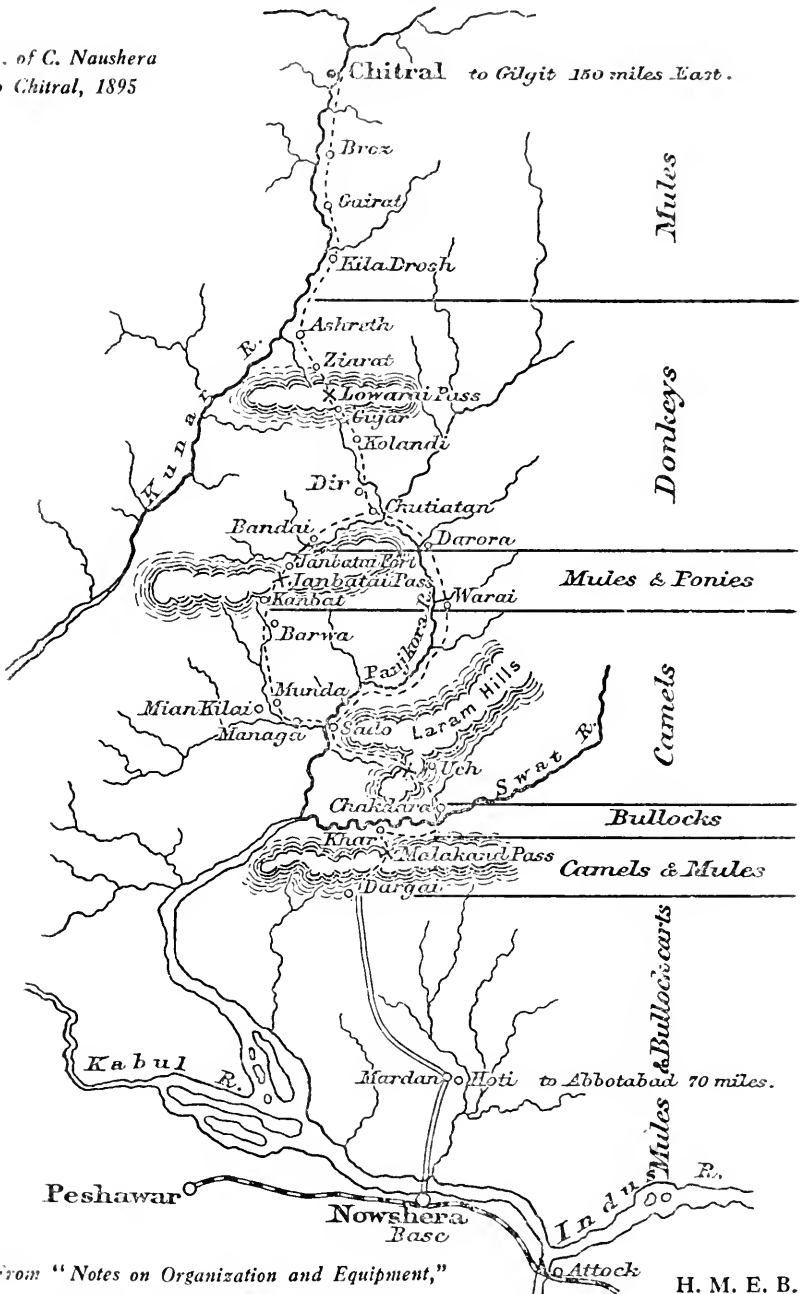 . of C. Naushera
Chitral, 1895
Chitral to Gilgit 150 miles East.
Broz
Gairat
Mules
Kila Drosh
Ashreth
Ziarat
Kunar R.
Lowarai Pass
Gujar
Kolandi
Donkeys
Dir
Chutiatan
Bandai
Darora
Janbatai Fort
Janbatai Pass
Mules & Ponies
Kanbat
Warai
Barwa
Panjkora R.
Munda
Laram Hills
Camels
Mian Kilai
Managa
Sado
Uch
Swat R.
Chakdara
Bullocks
Khar
Malakand Pass
Camels & Mules
Dargai
Mules & Bullock carts
Kabul R.
Mardan
Hoti to Abbotabad 70 miles.
Peshawar
Nowshera
Base
Indus R.
Attock
From "Notes on Organization and Equipment,"
H. M. E. B.